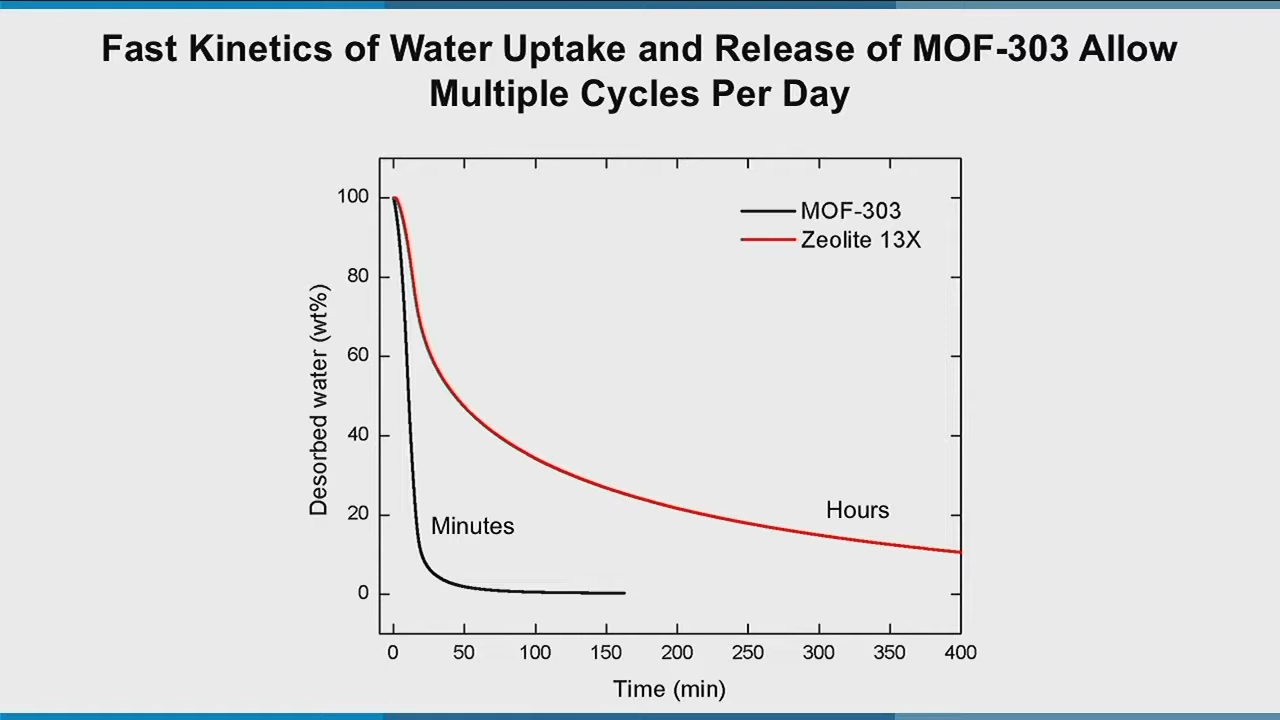 Fast Kinetics of Water Uptake and Release of MOF-303 Allow
Multiple Cycles Per Day
MOF-303
Zeolite 13X
100
80
60
40
20
0
Desorbed water (wt%)
Minutes
Hours
0 50 100 150 200 250 300 350 400
Time (min)